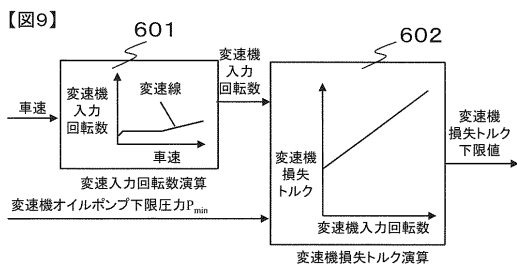 【図9】
601
602
車速
変速機
入力
回転数
変速線
車速
変速入力回転数演算
変速機
入力
回転数
変速機オイルポンプ下限圧力Pmin
変速機
損失
トルク
変速機入力回転数
変速機損失トルク演算
変速機
損失トルク
下限値